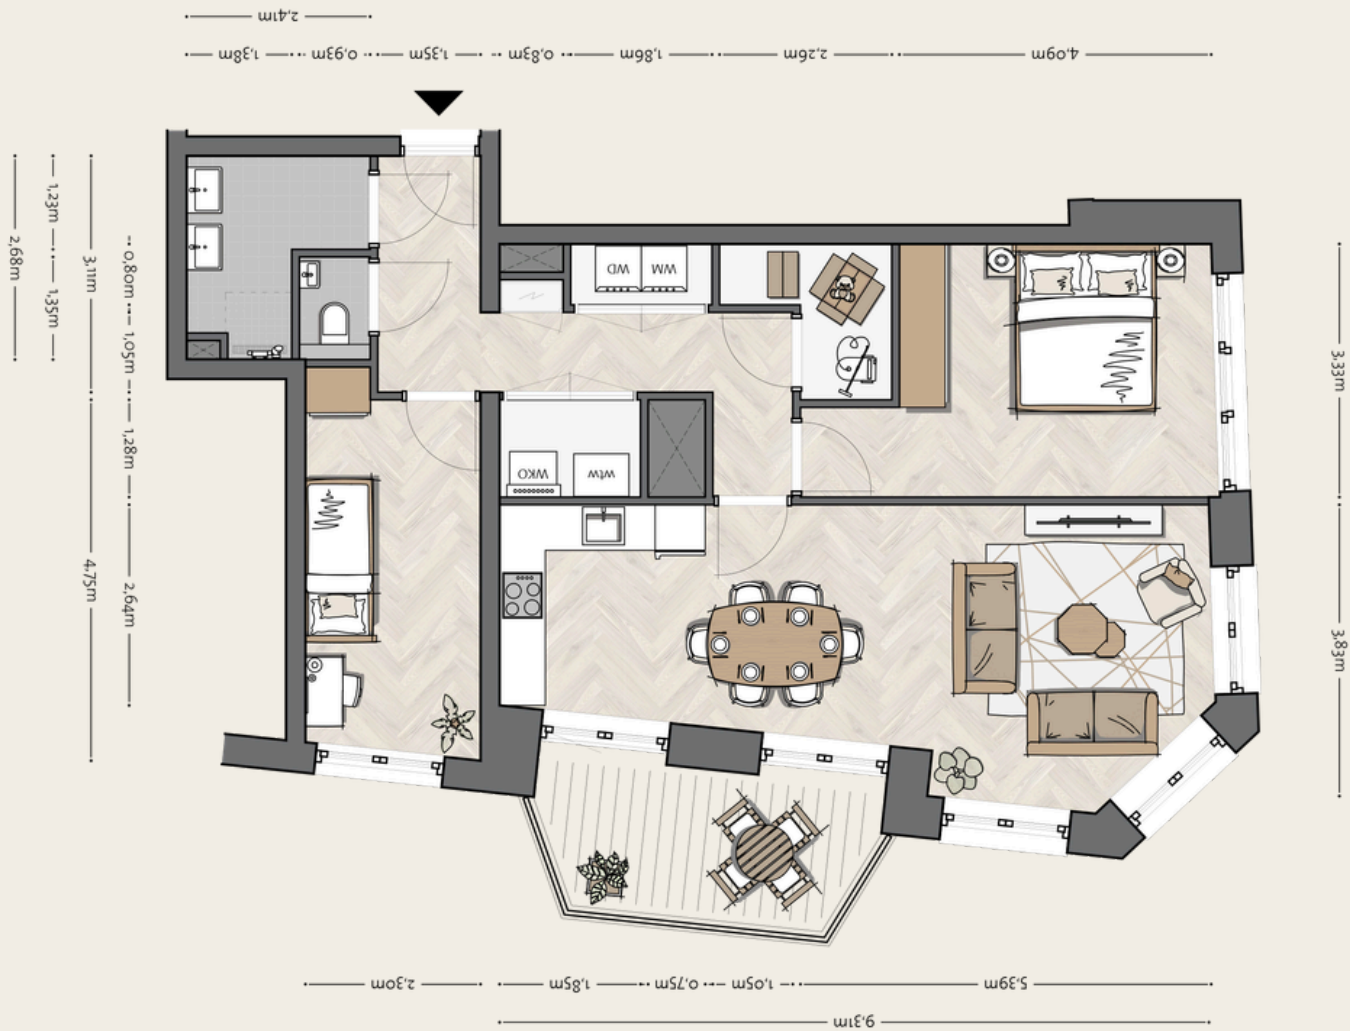 2,41m
1,38m 0,93m 1,35m 0,83m 1,86m 2,26m 4,09m
2,68m
1,23m
1,35m
3,11m
4,75m
0,80m
1,05m
1,28m
2,64m
WD WM
WKO wtw
3,33m
3,83m
2,30m 1,85m 0,75m 1,05m 5,39m
9,31m